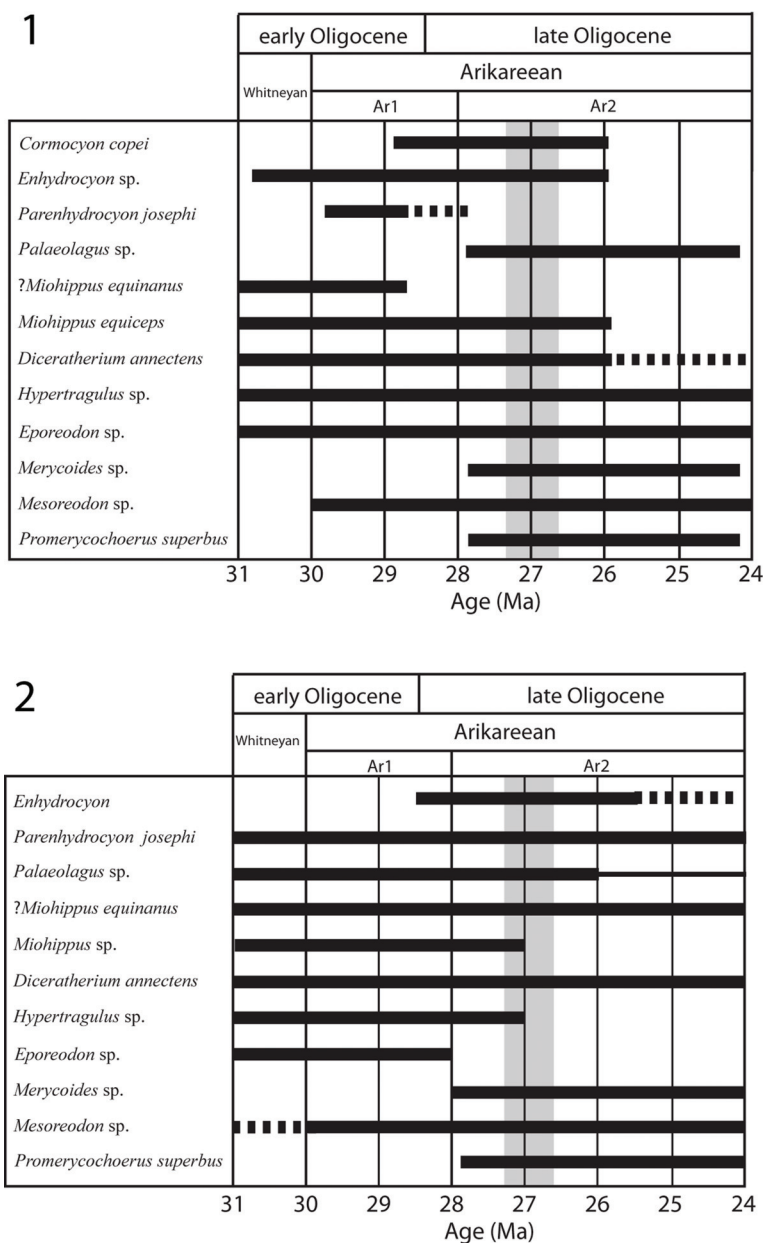 1
early Oligocene late Oligocene
Whitneyan Arikareean
Ar1 Ar2
Cormocyon copei
Enhydrocyon sp.
Parenhydrocyon josephi
Palaeolagus sp.
?Miohippus equinanus
Miohippus equiceps
Diceratherium annectens
Hypertragulus sp.
Eporeodon sp.
Merycoides sp.
Mesoreodon sp.
Promerycochoerus superbus
31 30 29 28 27 26 25 24
Age (Ma)
2
early Oligocene late Oligocene
Whitneyan Arikareean
Ar1 Ar2
Enhydrocyon
Parenhydrocyon josephi
Palaeolagus sp.
?Miohippus equinanus
Miohippus sp.
Diceratherium annectens
Hypertragulus sp.
Eporeodon sp.
Merycoides sp.
Mesoreodon sp.
Promerycochoerus superbus
31 30 29 28 27 26 25 24
Age (Ma)